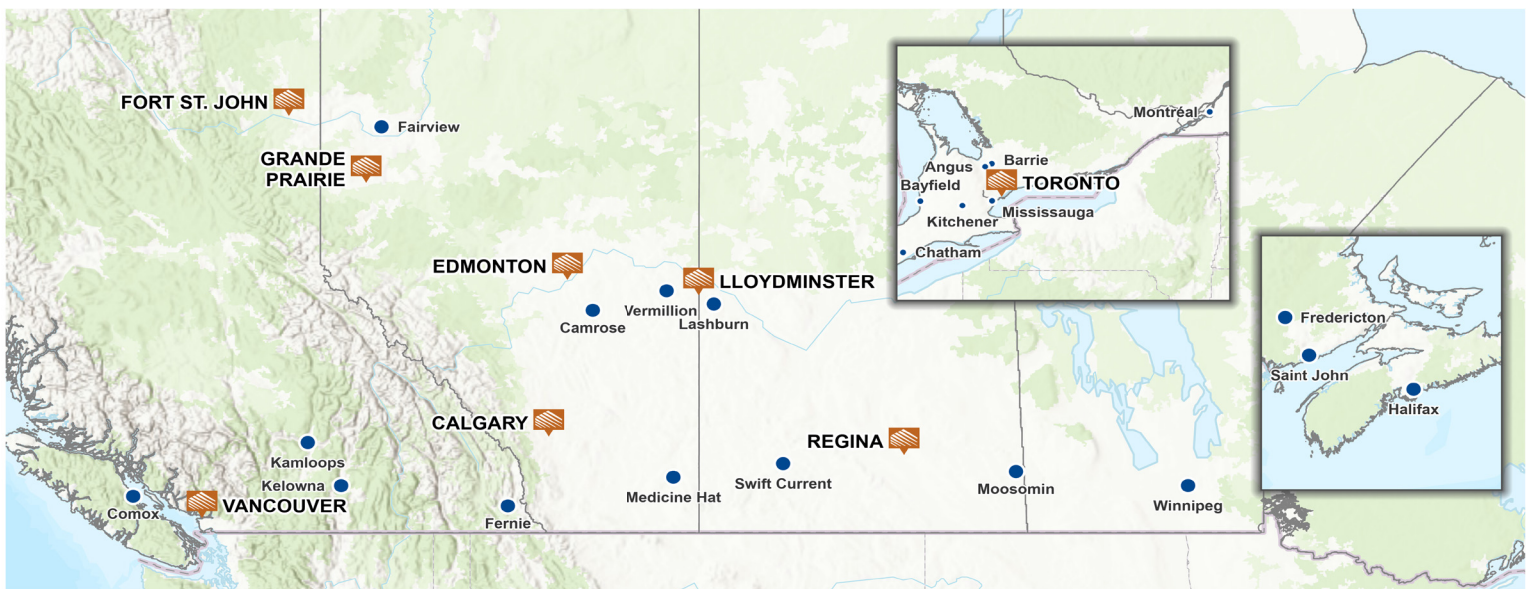 FORT ST. JOHN
Fairview
GRANDE
PRAIRIE
EDMONTON
LLOYDMINSTER
Vermillion
Camrose
Lashburn
CALGARY
REGINA
Kamloops
Kelowna
Comox
VANCOUVER
Fernie
Medicine Hat
Swift Current
Moosomin
Winnipeg
Montréal
Barrie
Angus
TORONTO
Bayfield
Mississauga
Kitchener
Chatham
Fredericton
Saint John
Halifax